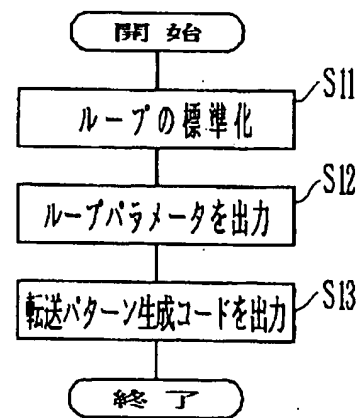 開始
S11
ループの標準化
S12
ループパラメータを出力
S13
転送パターン生成コードを出力
終了